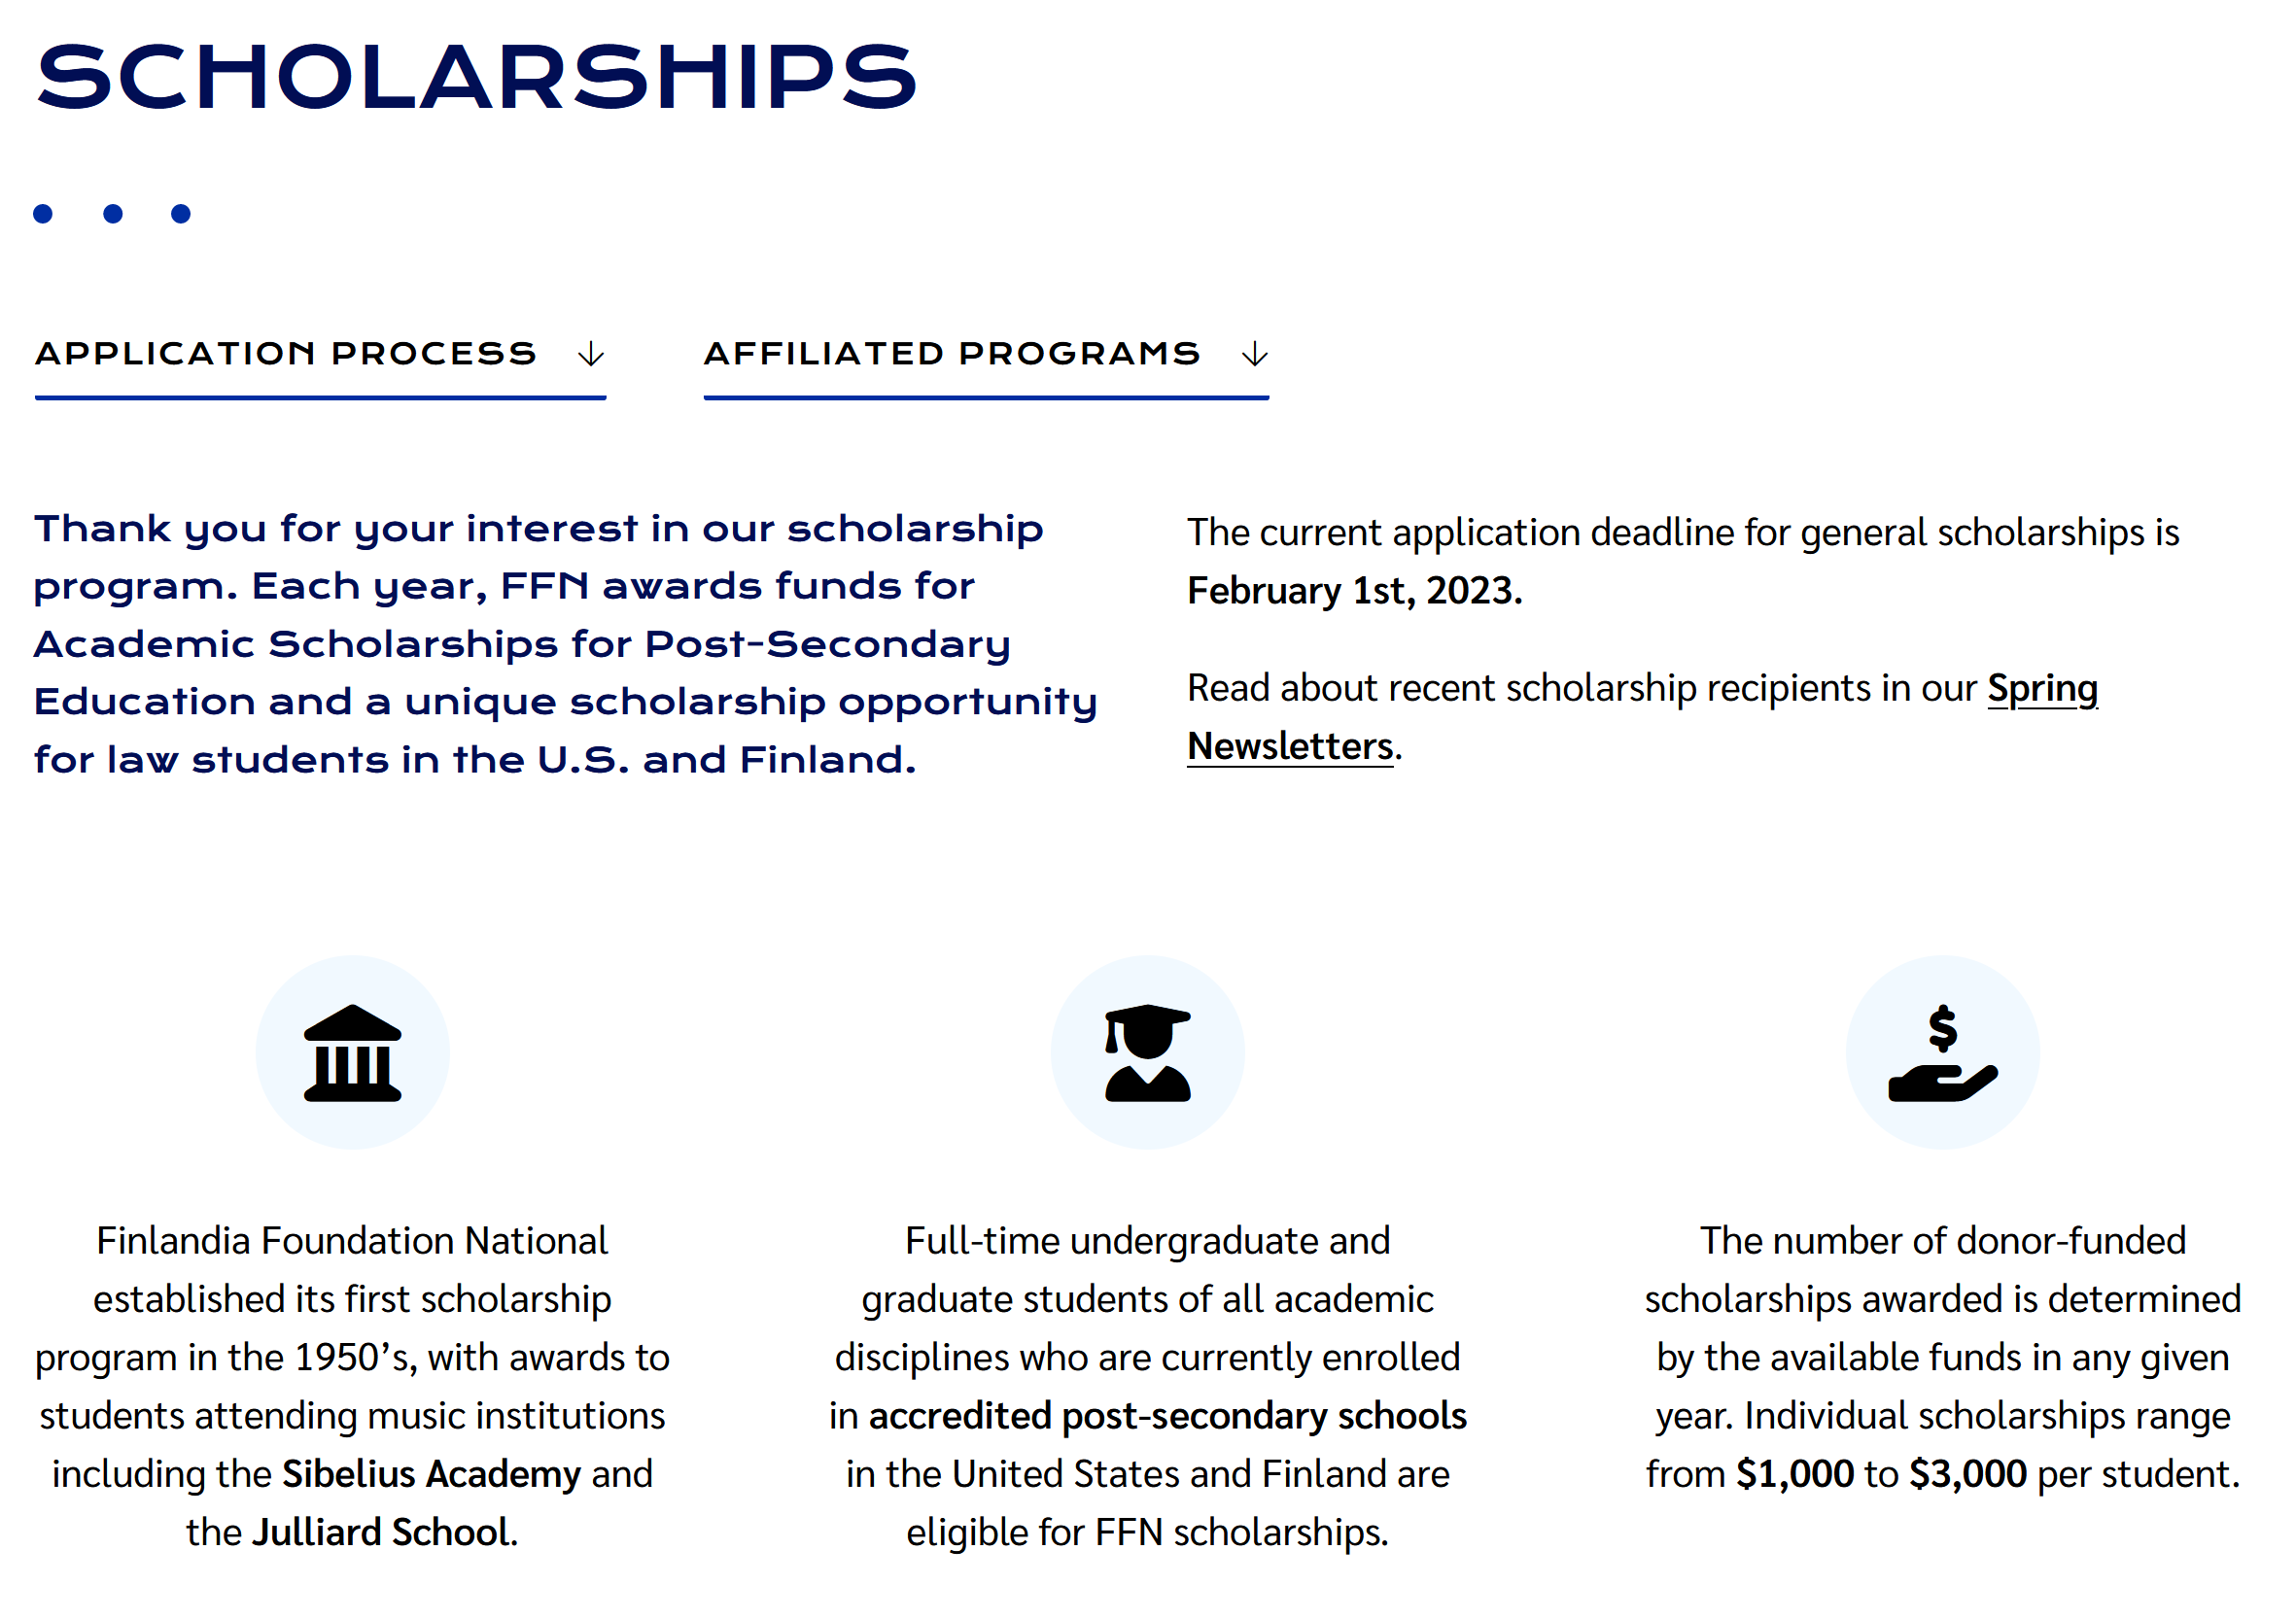 SCHOLARSHIPS
APPLICATION PROCESS ↓
AFFILIATED PROGRAMS ↓
Thank you for your interest in our scholarship
program. Each year, FFN awards funds for
Academic Scholarships for Post-Secondary
Education and a unique scholarship opportunity
for law students in the U.S. and Finland.
The current application deadline for general scholarships is
February 1st, 2023.
Read about recent scholarship recipients in our Spring
Newsletters.
Finlandia Foundation National
established its first scholarship
program in the 1950’s, with awards to
students attending music institutions
including the Sibelius Academy and
the Julliard School.
Full-time undergraduate and
graduate students of all academic
disciplines who are currently enrolled
in accredited post-secondary schools
in the United States and Finland are
eligible for FFN scholarships.
$
The number of donor-funded
scholarships awarded is determined
by the available funds in any given
year. Individual scholarships range
from $1,000 to $3,000 per student.